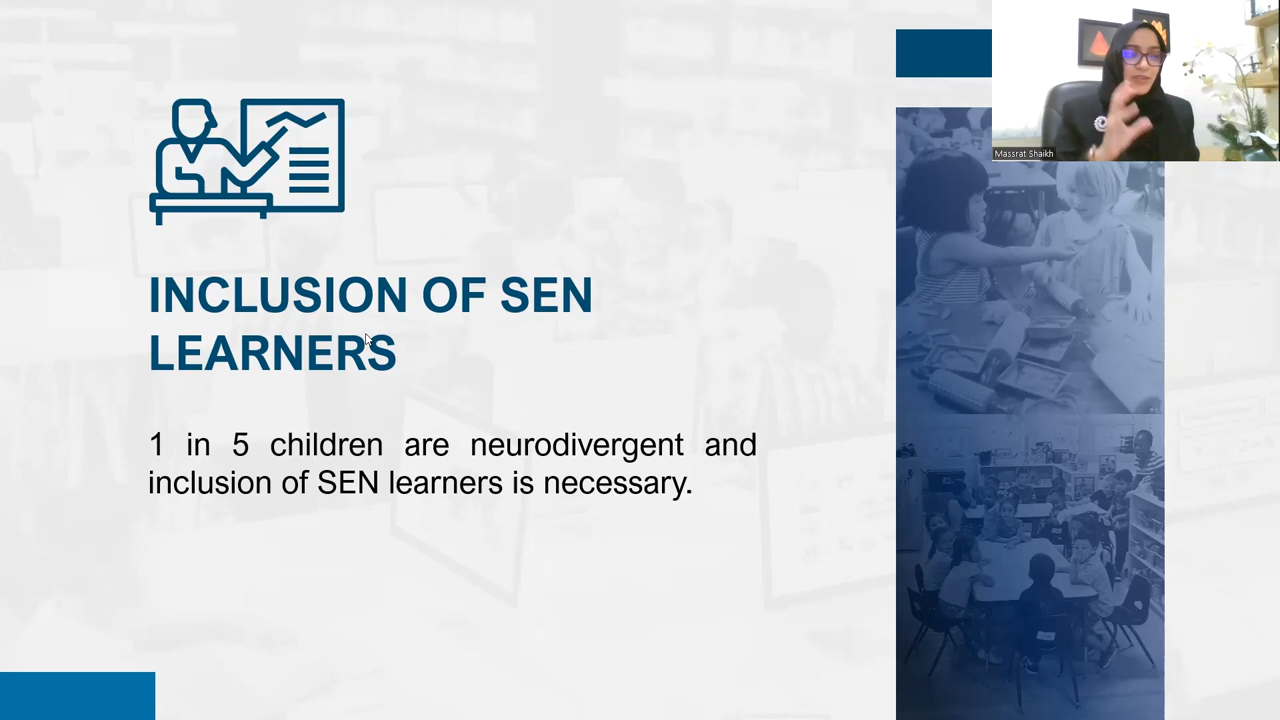 Massrat Shaikh
INCLUSION OF SEN
LEARNERS
1 in 5 children are neurodivergent and
inclusion of SEN learners is necessary.